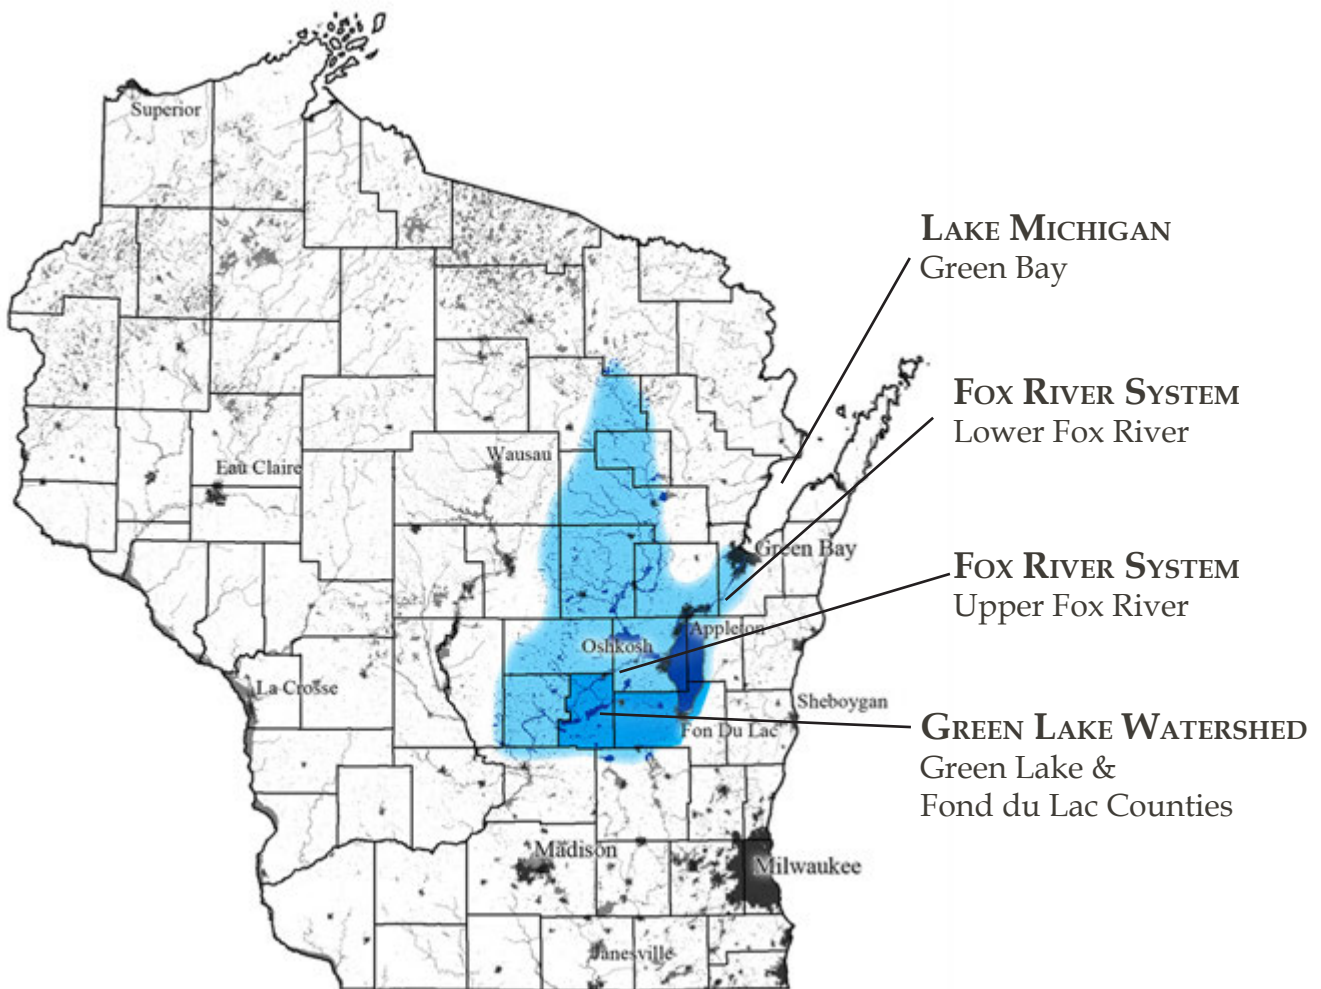 Superior
LAKE MICHIGAN
Green Bay
FOX RIVER SYSTEM
Lower Fox River
Wausau
Eau Claire
Green Bay
FOX RIVER SYSTEM
Upper Fox River
Appleton
Oshkosh
La Crosse
Sheboygan
GREEN LAKE WATERSHED
Fon Du Lac
Green Lake &
Fond du Lac Counties
Madison
Milwaukee
Janesville